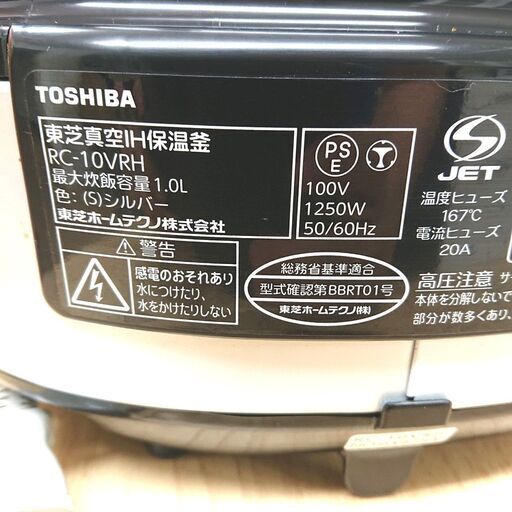 TOSHIBA
東芝真空IH保温釜
RC-10VRH
最大炊飯容量1.0L
色: (S)シルバー
東芝ホームテクノ株式会社
警告
感電のおそれあり
水につけたり、
水をかけたりしない
PS
E
100V
1250W
50/60Hz
総務省基準適合
型式確認第BBRT01号
東芝ホームテクノ(株)
S
JET
温度ヒューズ
167℃
電流ヒューズ
20A
高圧注意 サ
本体を分解しないで
部分が数多くあり、